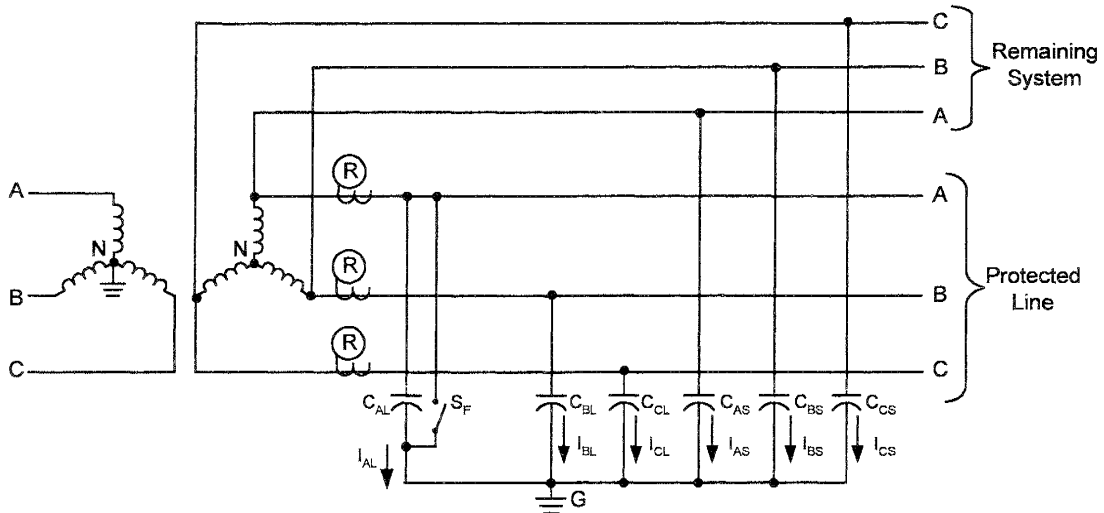 C
B
A
Remaining
System
A
B
C
N
N
R
R
R
A
B
C
Protected
Line
C_AL
S_F
C_BL
C_CL
C_AS
C_BS
C_CS
I_AL
I_BL
I_CL
I_AS
I_BS
I_CS
G